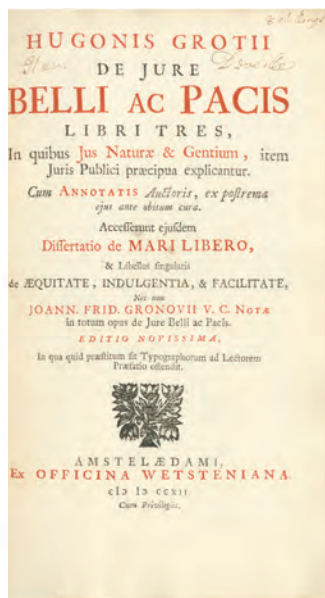 HUGONIS GROTII
DE JURE
BELLI AC PACIS
LIBRI TRES,
In quibus Jus Naturæ & Gentium, item
Juris Publici præcipua explicantur.
Cum ANNOTATIS Auctoris, ex poſtrema
ejus ante obitum cura.
Acceſſerunt ejuſdem
Diſſertatio de MARI LIBERO,
& Libellus ſingularis
de ÆQUITATE, INDULGENTIA, & FACILITATE,
Nec non
JOANN. FRID. GRONOVII V. C. NOTÆ
in totum opus de Jure Belli ac Pacis.
EDITIO NOVISSIMA,
In qua quid præſtitum ſit Typographorum ad Lectorem
Præfatio oſtendit.
AMSTELÆDAMI,
Ex OFFICINA WETSTENIANA
cIɔ Iɔ ccxii
Cum Privilegiis.